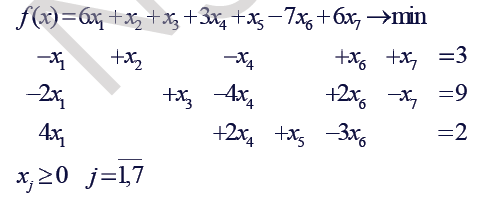 f(x)=6x₁+x₂+x₃+3x₄+x₅−7x₆+6x₇→min
−x₁ +x₂ −x₄ +x₆ +x₇ =3
−2x₁ +x₃ −4x₄ +2x₆ −x₇ =9
4x₁ +2x₄ +x₅ −3x₆ =2
xⱼ≥0 j=1,7̅